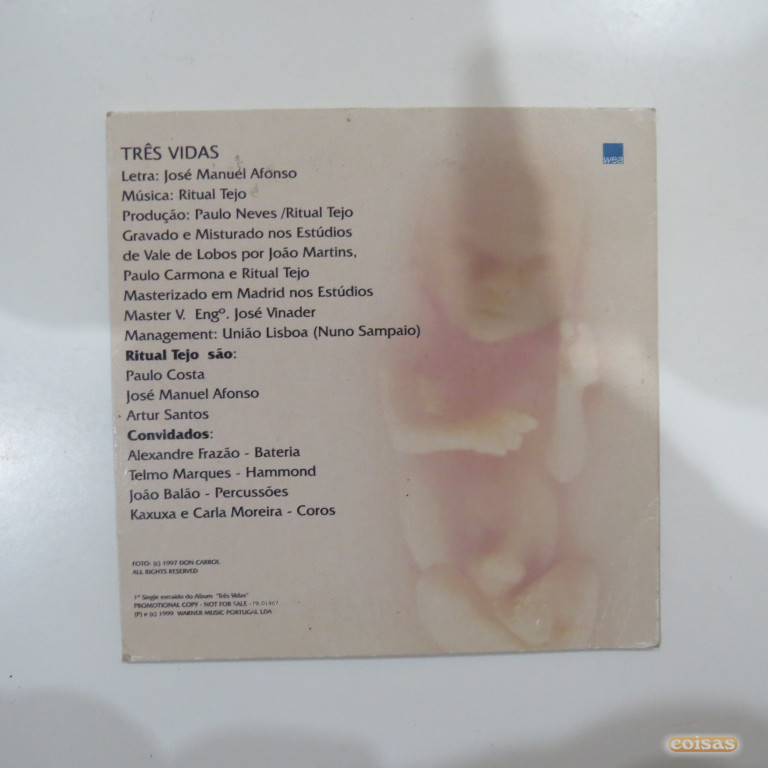 TRÊS VIDAS
wea
Letra: José Manuel Afonso
Música: Ritual Tejo
Produção: Paulo Neves /Ritual Tejo
Gravado e Misturado nos Estúdios
de Vale de Lobos por João Martins,
Paulo Carmona e Ritual Tejo
Masterizado em Madrid nos Estúdios
Master V. Engº. José Vinader
Management: União Lisboa (Nuno Sampaio)
Ritual Tejo são:
Paulo Costa
José Manuel Afonso
Artur Santos
Convidados:
Alexandre Frazão - Bateria
Telmo Marques - Hammond
João Balão - Percussões
Kaxuxa e Carla Moreira - Coros
FOTO: (c) 1997 DON CARROL
ALL RIGHTS RESERVED
1º Single extraído do Album "Três Vidas"
PROMOTIONAL COPY - NOT FOR SALE - PR 01467
(P) e (c) 1999 WARNER MUSIC PORTUGAL LDA
coisas